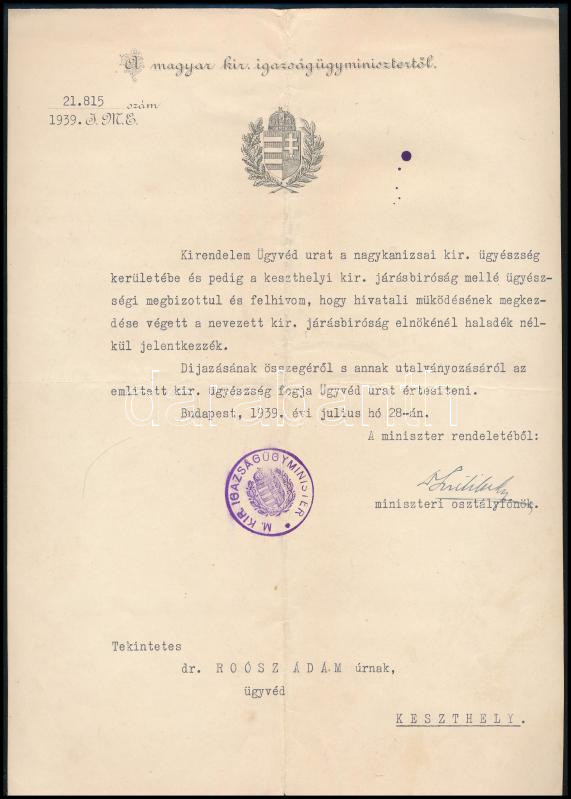 A magyar kir. igazságügyminisztertől.
21.815 szám
1939. I. M. E.
Kirendelem Ügyvéd urat a nagykanizsai kir. ügyészség
kerületébe és pedig a keszthelyi kir. járásbiróság mellé ügyész-
ségi megbizottul és felhivom, hogy hivatali müködésének megkez-
dése végett a nevezett kir. járásbiróság elnökénél haladék nél-
kül jelentkezzék.
Dijazásának összegéről s annak utalványozásáról az
emlitett kir. ügyészség fogja Ügyvéd urat értesiteni.
Budapest, 1939. évi julius hó 28-án.
A miniszter rendeletéből:
miniszteri osztályfőnök.
M. KIR. IGAZSÁGÜGYMINISTER
Tekintetes
dr. ROÓSZ ÁDÁM úrnak,
ügyvéd
KESZTHELY.
darabanth